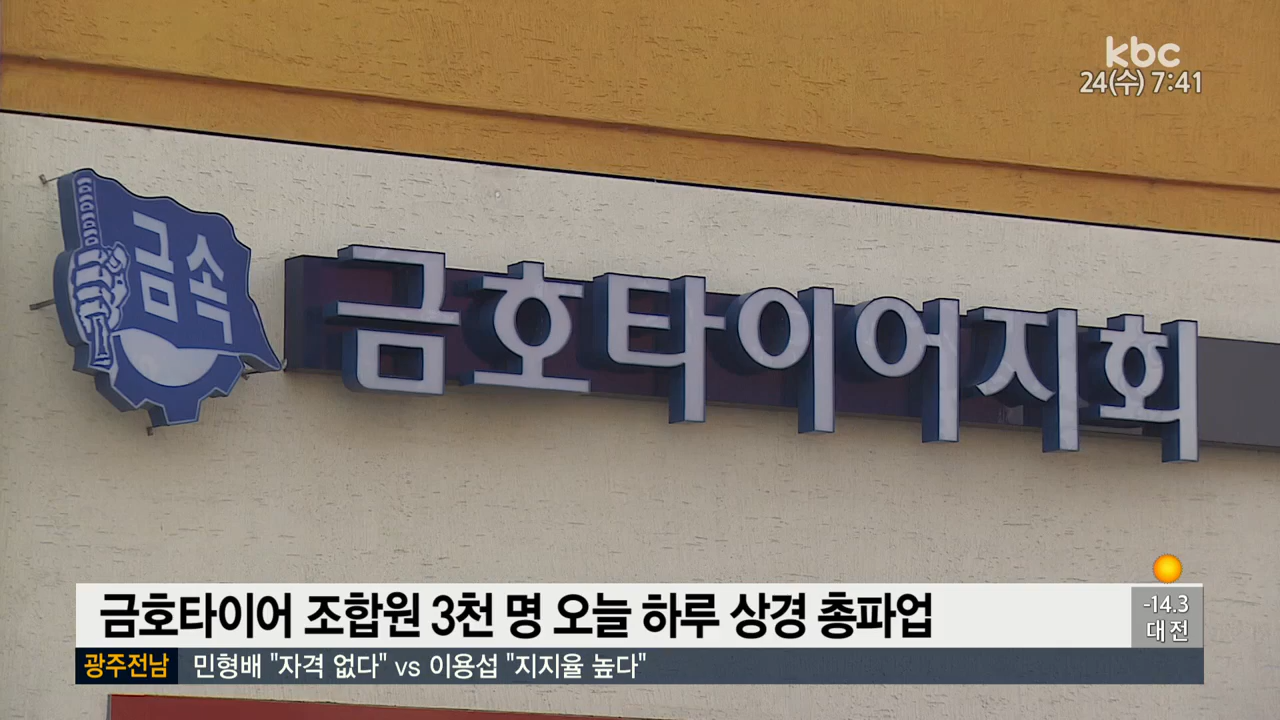 kbc
24(수) 7:41
금속
금호타이어지회
금호타이어 조합원 3천 명 오늘 하루 상경 총파업
-14.3
대전
광주전남 민형배 "자격 없다" vs 이용섭 "지지율 높다"